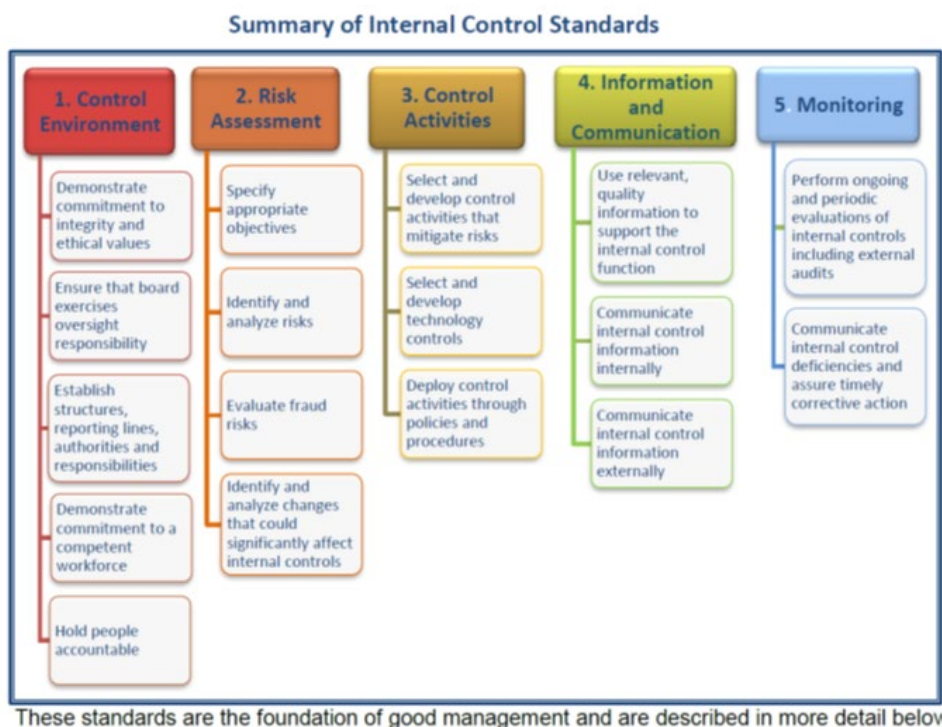 Summary of Internal Control Standards
1. Control
Environment
Demonstrate
commitment to
integrity and
ethical values
Ensure that board
exercises
oversight
responsibility
Establish
structures,
reporting lines,
authorities and
responsibilities
Demonstrate
commitment to a
competent
workforce
Hold people
accountable
2. Risk
Assessment
Specify
appropriate
objectives
Identify and
analyze risks
Evaluate fraud
risks
Identify and
analyze changes
that could
significantly affect
internal controls
3. Control
Activities
Select and
develop control
activities that
mitigate risks
Select and
develop
technology
controls
Deploy control
activities through
policies and
procedures
4. Information
and
Communication
Use relevant,
quality
information to
support the
internal control
function
Communicate
internal control
information
internally
Communicate
internal control
information
externally
5. Monitoring
Perform ongoing
and periodic
evaluations of
internal controls
including external
audits
Communicate
internal control
deficiencies and
assure timely
corrective action
These standards are the foundation of good management and are described in more detail below